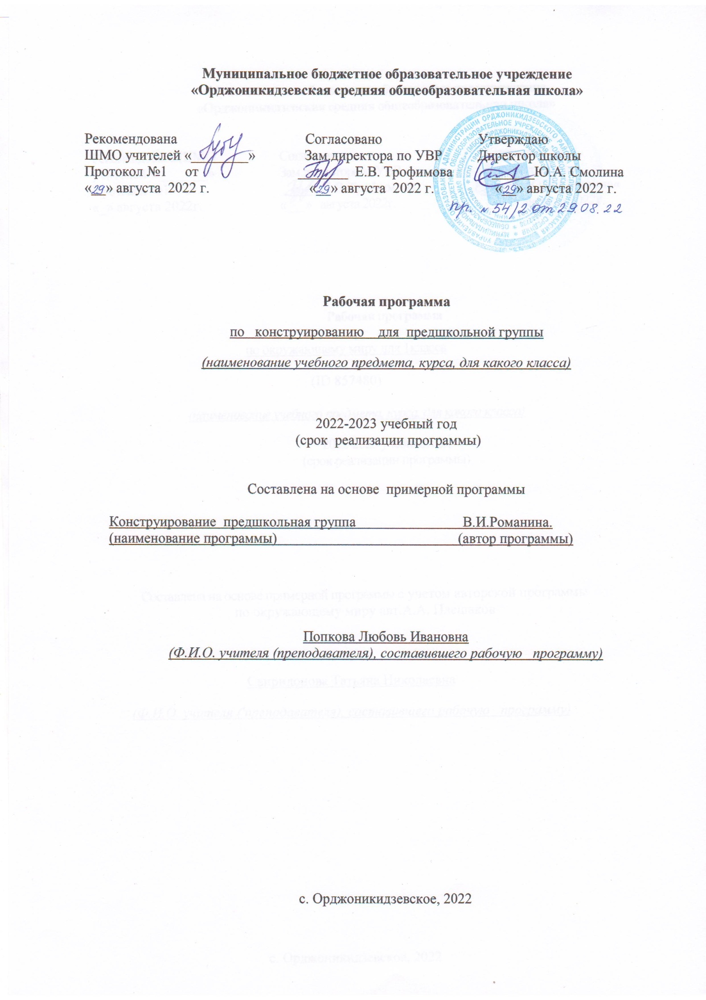 Муниципальное бюджетное образовательное учреждение
«Орджоникидзевская средняя общеобразовательная школа»
Рекомендована Согласовано Утверждаю
ШМО учителей «________» Зам.директора по УВР Директор школы
Протокол №1 от _________ Е.В. Трофимова ________Ю.А. Смолина
«29» августа 2022 г. «29» августа 2022 г. «29» августа 2022 г.
пр. № 54/2 от 29.08.22
Рабочая программа
по конструированию для предшкольной группы
(наименование учебного предмета, курса, для какого класса)
2022-2023 учебный год
(срок реализации программы)
Составлена на основе примерной программы
Конструирование предшкольная группа В.И.Романина.
(наименование программы) (автор программы)
Попкова Любовь Ивановна
(Ф.И.О. учителя (преподавателя), составившего рабочую программу)
с. Орджоникидзевское, 2022